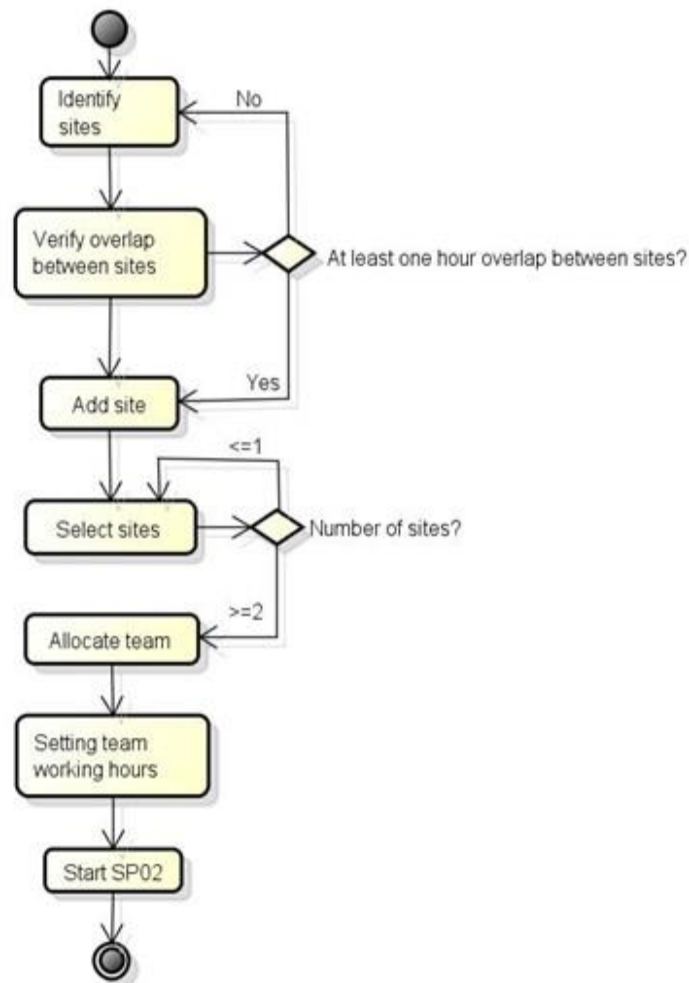 Identify
sites
No
Verify overlap
between sites
At least one hour overlap between sites?
Yes
Add site
<=1
Select sites
Number of sites?
>=2
Allocate team
Setting team
working hours
Start SP02